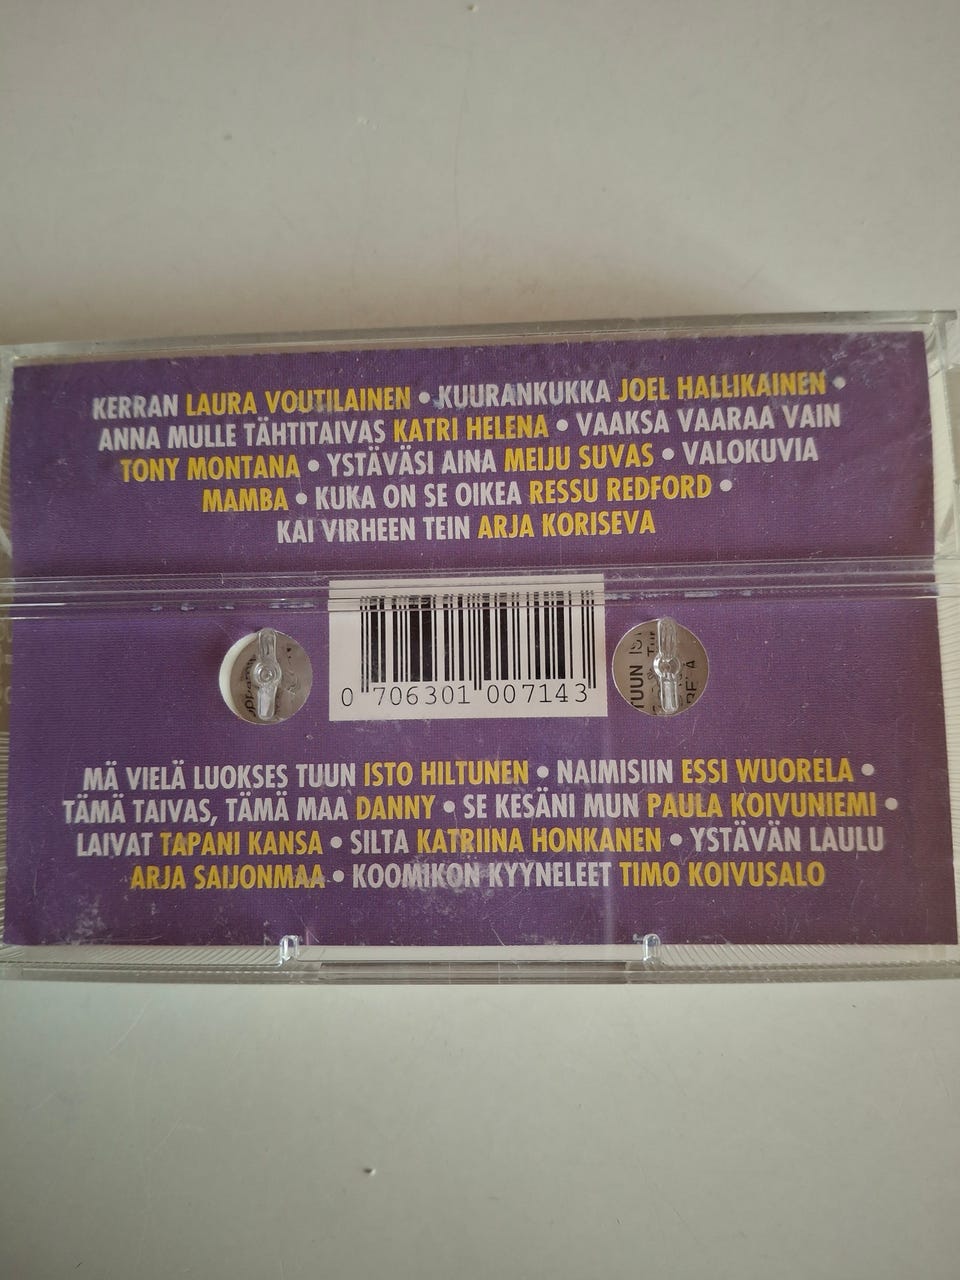 KERRAN LAURA VOUTILAINEN • KUURANKUKKA JOEL HALLIKAINEN •
ANNA MULLE TÄHTITAIVAS KATRI HELENA • VAAKSA VAARAA VAIN
TONY MONTANA • YSTÄVÄSI AINA MEIJU SUVAS • VALOKUVIA
MAMBA • KUKA ON SE OIKEA RESSU REDFORD •
KAI VIRHEEN TEIN ARJA KORISEVA
0 706301 007143
TUUN
MÄ VIELÄ LUOKSES TUUN ISTO HILTUNEN • NAIMISIIN ESSI WUORELA •
TÄMÄ TAIVAS, TÄMÄ MAA DANNY • SE KESÄNI MUN PAULA KOIVUNIEMI •
LAIVAT TAPANI KANSA • SILTA KATRIINA HONKANEN • YSTÄVÄN LAULU
ARJA SAIJONMAA • KOOMIKON KYYNELEET TIMO KOIVUSALO